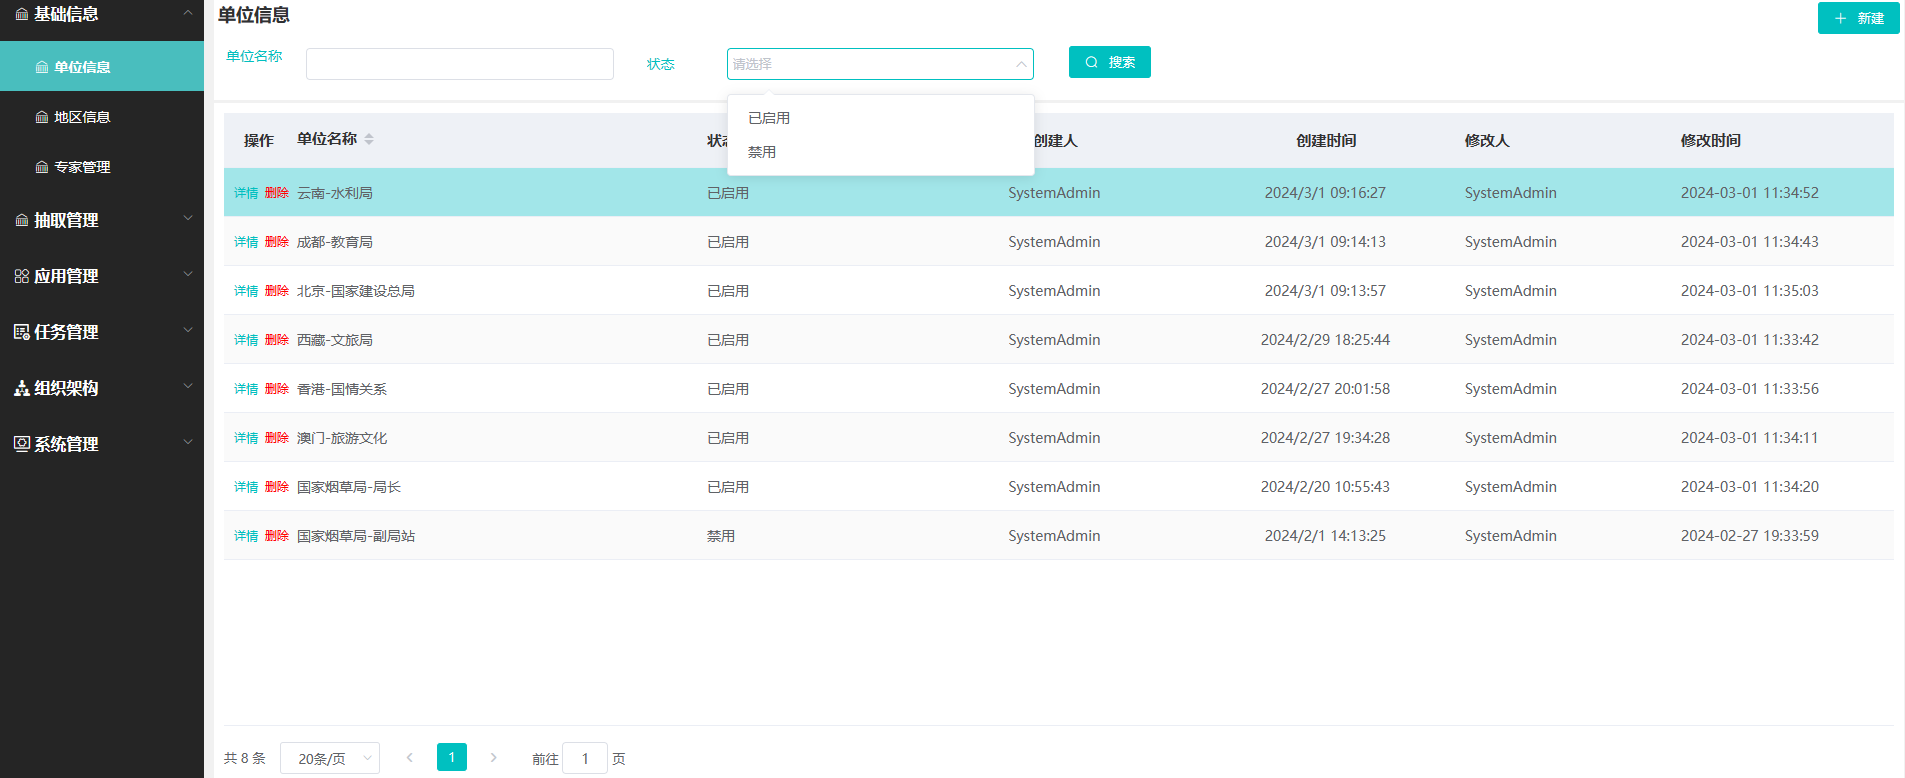 基础信息
单位信息
地区信息
专家管理
抽取管理
应用管理
任务管理
组织架构
系统管理
单位信息
新建
单位名称
状态 请选择
搜索
已启用
禁用
操作 单位名称 创建人 创建时间 修改人 修改时间
详情 删除 云南-水利局 已启用 SystemAdmin 2024/3/1 09:16:27 SystemAdmin 2024-03-01 11:34:52
详情 删除 成都-教育局 已启用 SystemAdmin 2024/3/1 09:14:13 SystemAdmin 2024-03-01 11:34:43
详情 删除 北京-国家建设总局 已启用 SystemAdmin 2024/3/1 09:13:57 SystemAdmin 2024-03-01 11:35:03
详情 删除 西藏-文旅局 已启用 SystemAdmin 2024/2/29 18:25:44 SystemAdmin 2024-03-01 11:33:42
详情 删除 香港-国情关系 已启用 SystemAdmin 2024/2/27 20:01:58 SystemAdmin 2024-03-01 11:33:56
详情 删除 澳门-旅游文化 已启用 SystemAdmin 2024/2/27 19:34:28 SystemAdmin 2024-03-01 11:34:11
详情 删除 国家烟草局-局长 已启用 SystemAdmin 2024/2/20 10:55:43 SystemAdmin 2024-03-01 11:34:20
详情 删除 国家烟草局-副局站 禁用 SystemAdmin 2024/2/1 14:13:25 SystemAdmin 2024-02-27 19:33:59
共 8 条 20条/页 1 前往 1 页